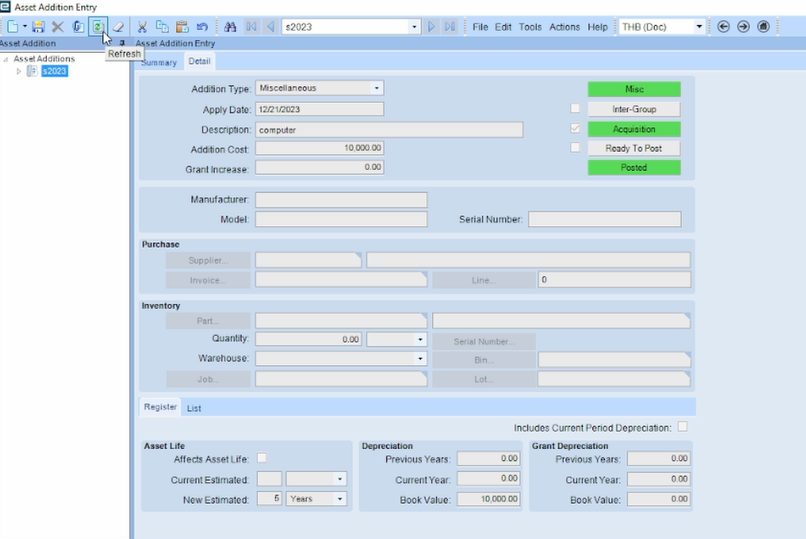 Asset Addition Entry
s2023 File Edit Tools Actions Help THB (Doc)
Asset Addition Asset Addition Entry
Refresh
Asset Additions
s2023
Summary Detail
Addition Type: Miscellaneous Misc
Apply Date: 12/21/2023 Inter-Group
Description: computer Acquisition
Addition Cost: 10,000.00 Ready To Post
Grant Increase: 0.00 Posted
Manufacturer:
Model: Serial Number:
Purchase
Supplier...
Invoice... Line... 0
Inventory
Part...
Quantity: 0.00 Serial Number...
Warehouse: Bin...
Job... Lot...
Register List
Includes Current Period Depreciation:
Asset Life Depreciation Grant Depreciation
Affects Asset Life: Previous Years: 0.00 Previous Years: 0.00
Current Estimated: Current Year: 0.00 Current Year: 0.00
New Estimated: 5 Years Book Value: 10,000.00 Book Value: 0.00